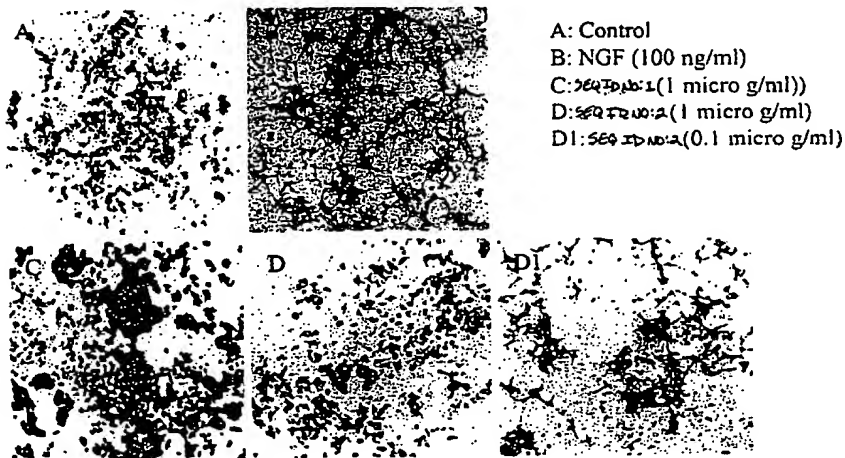 A
A: Control
B: NGF (100 ng/ml)
C:SEQ ID NO:1(1 micro g/ml))
D:SEQ ID NO:2(1 micro g/ml)
D1:SEQ ID NO:2(0.1 micro g/ml)
C
D
D1